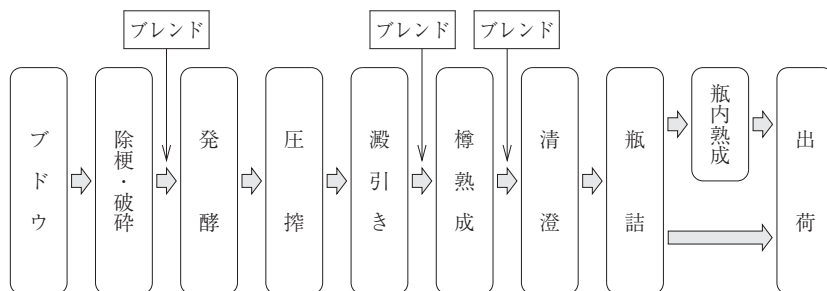 ブレンド
ブレンド
ブレンド
ブドウ
除梗・破砕
発酵
圧搾
澱引き
樽熟成
清澄
瓶詰
瓶内熟成
出荷